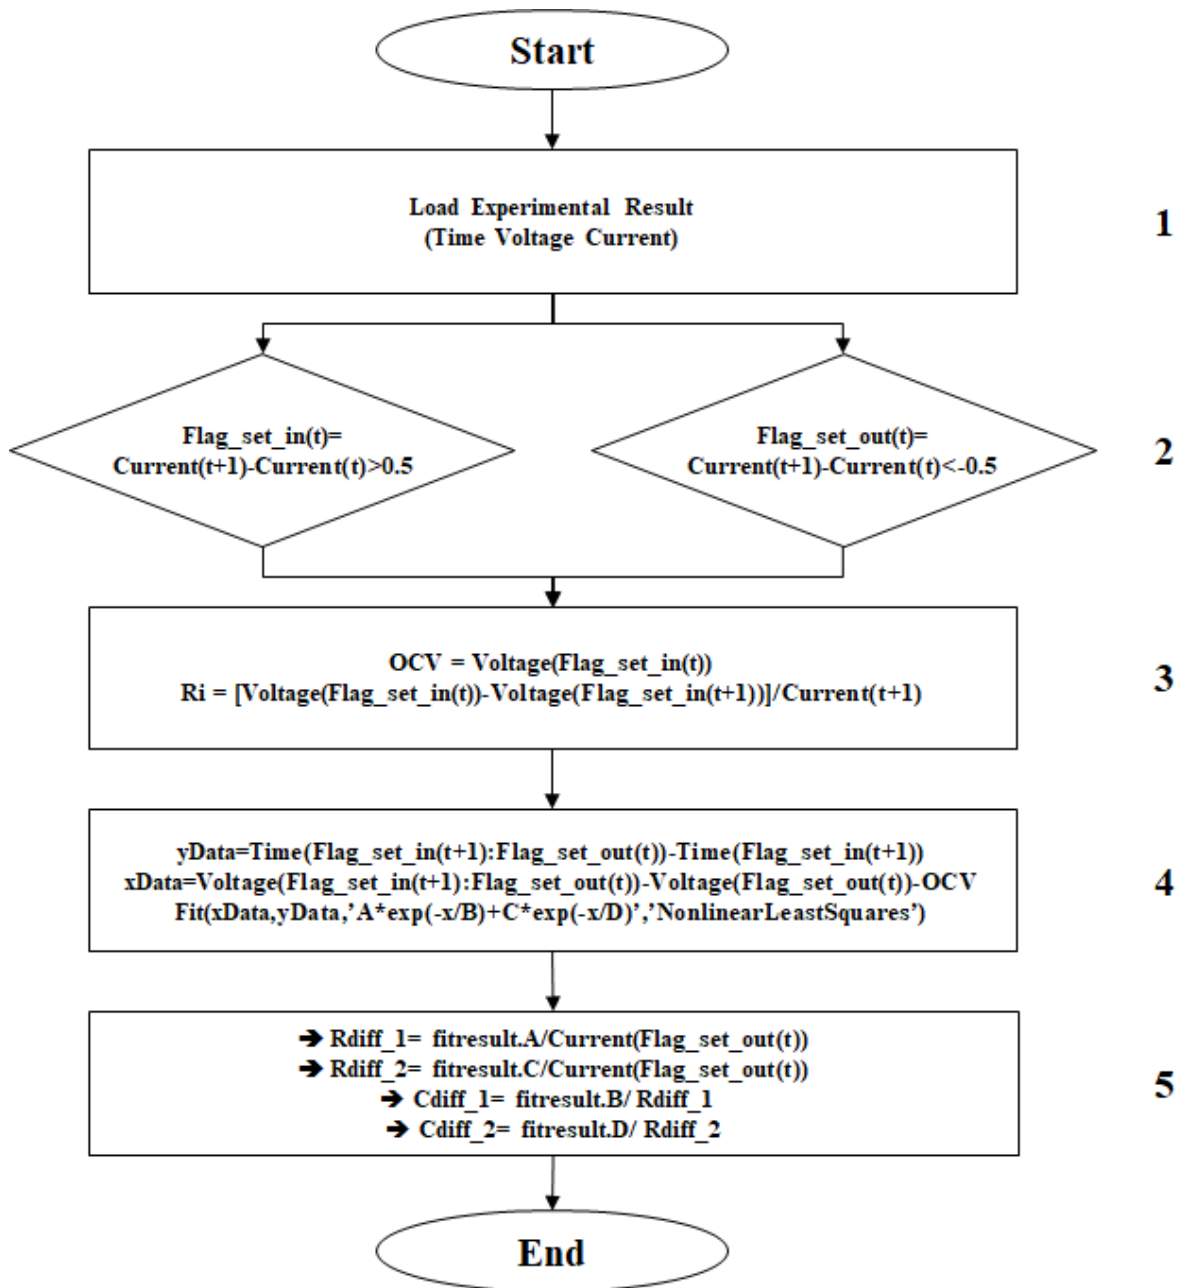 Start
Load Experimental Result
(Time Voltage Current)
1
Flag_set_in(t)=
Current(t+1)-Current(t)>0.5
Flag_set_out(t)=
Current(t+1)-Current(t)<-0.5
2
OCV = Voltage(Flag_set_in(t))
Ri = [Voltage(Flag_set_in(t))-Voltage(Flag_set_in(t+1))]/Current(t+1)
3
yData=Time(Flag_set_in(t+1):Flag_set_out(t))-Time(Flag_set_in(t+1))
xData=Voltage(Flag_set_in(t+1):Flag_set_out(t))-Voltage(Flag_set_out(t))-OCV
Fit(xData,yData,’A*exp(-x/B)+C*exp(-x/D)’,’NonlinearLeastSquares’)
4
➔ Rdiff_1= fitresult.A/Current(Flag_set_out(t))
➔ Rdiff_2= fitresult.C/Current(Flag_set_out(t))
➔ Cdiff_1= fitresult.B/ Rdiff_1
➔ Cdiff_2= fitresult.D/ Rdiff_2
5
End